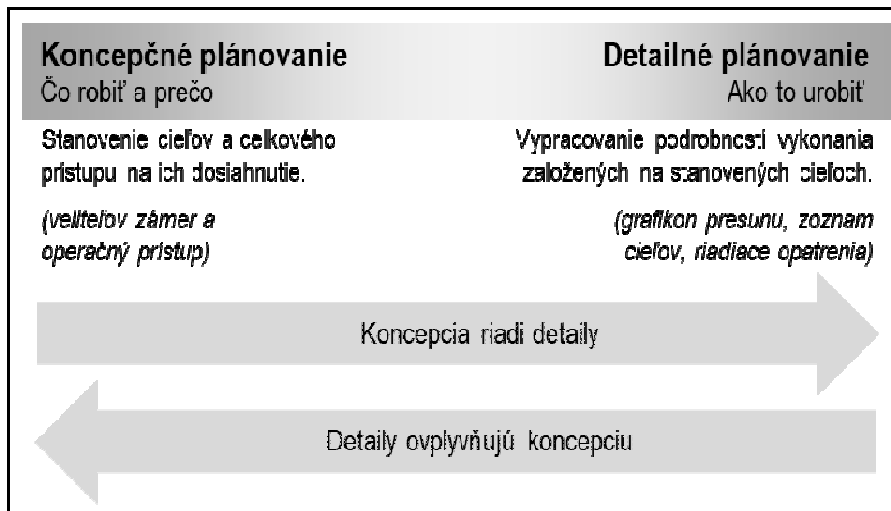 Koncepčné plánovanie
Čo robiť a prečo
Detailné plánovanie
Ako to urobiť
Stanovenie cieľov a celkového
prístupu na ich dosiahnutie.
(veliteľov zámer a
operačný prístup)
Vypracovanie podrobností vykonania
založených na stanovených cieľoch.
(grafikon presunu, zoznam
cieľov, riadiace opatrenia)
Koncepcia riadi detaily
Detaily ovplyvňujú koncepciu